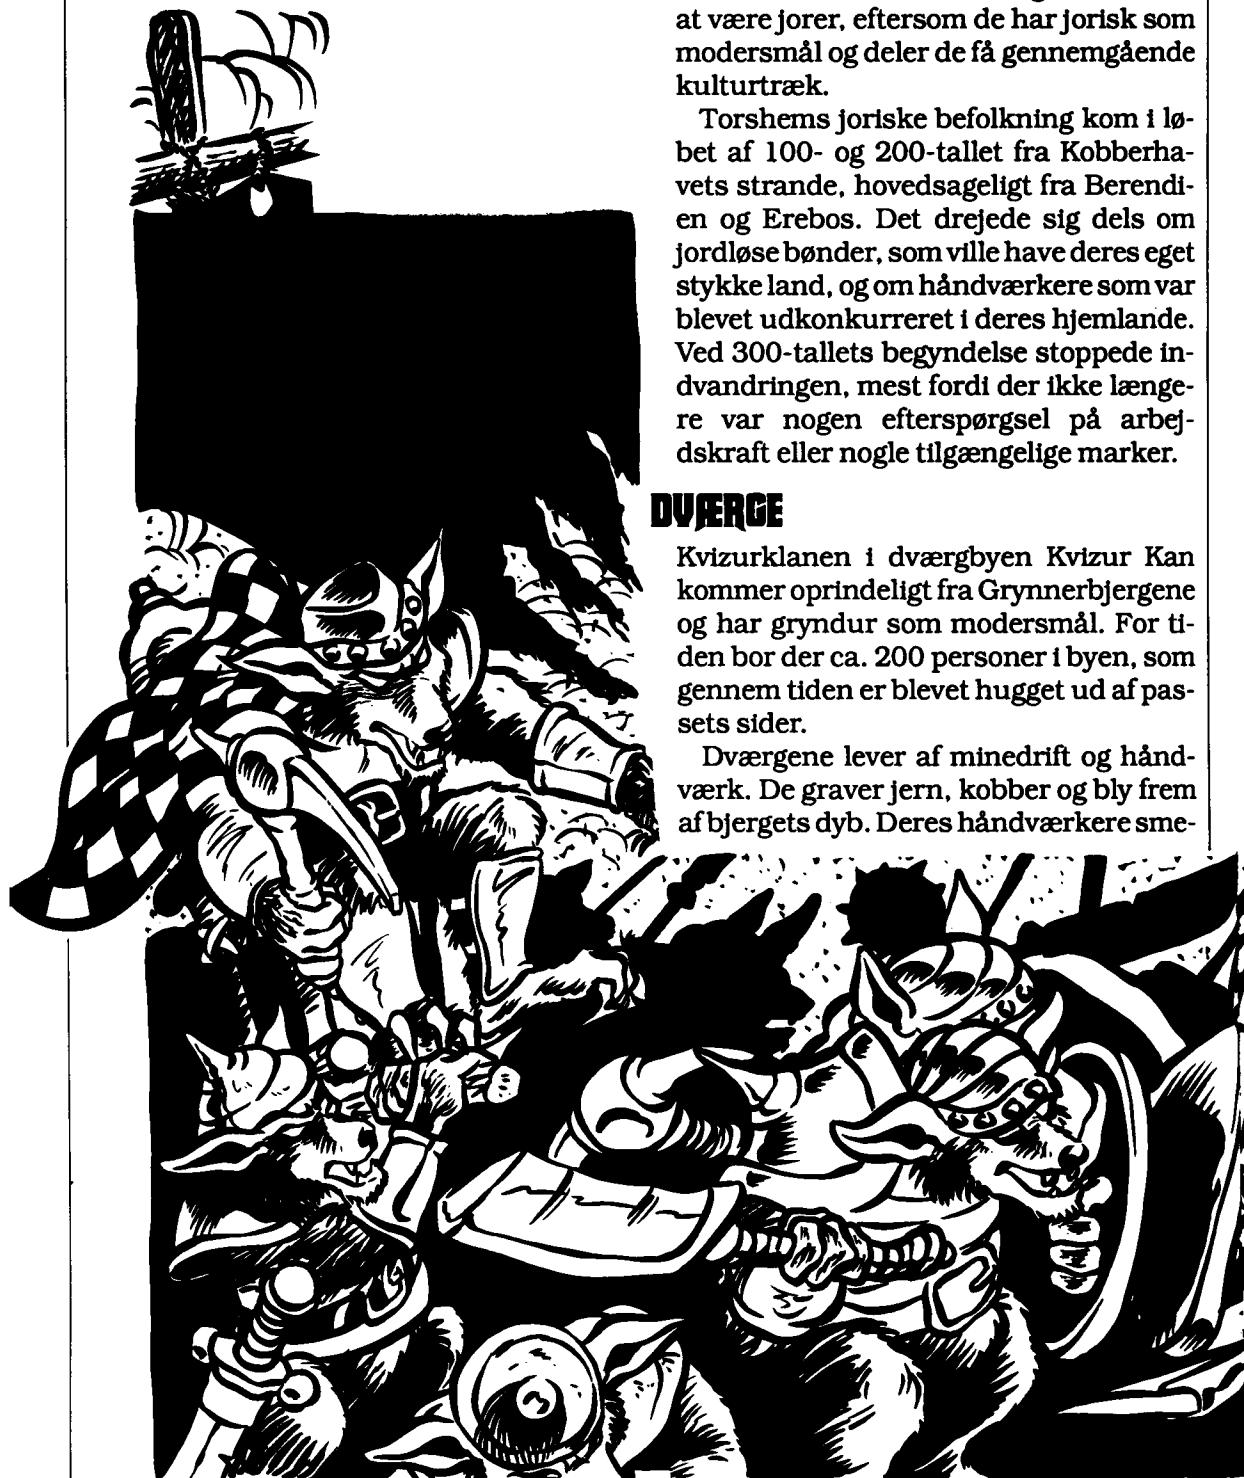 at være jorer, eftersom de har jorisk som
modersmål og deler de få gennemgående
kulturtræk.
Torshems joriske befolkning kom i lø-
bet af 100- og 200-tallet fra Kobberha-
vets strande, hovedsageligt fra Berendi-
en og Erebos. Det drejede sig dels om
jordløse bønder, som ville have deres eget
stykke land, og om håndværkere som var
blevet udkonkurreret i deres hjemlande.
Ved 300-tallets begyndelse stoppede in-
dvandringen, mest fordi der ikke længe-
re var nogen efterspørgsel på arbej-
dskraft eller nogle tilgængelige marker.
DVÆRGE
Kvizurklanen i dværgbyen Kvizur Kan
kommer oprindeligt fra Grynnerbjergene
og har gryndur som modersmål. For ti-
den bor der ca. 200 personer i byen, som
gennem tiden er blevet hugget ud af pas-
sets sider.
Dværgene lever af minedrift og hånd-
værk. De graver jern, kobber og bly frem
af bjergets dyb. Deres håndværkere sme-